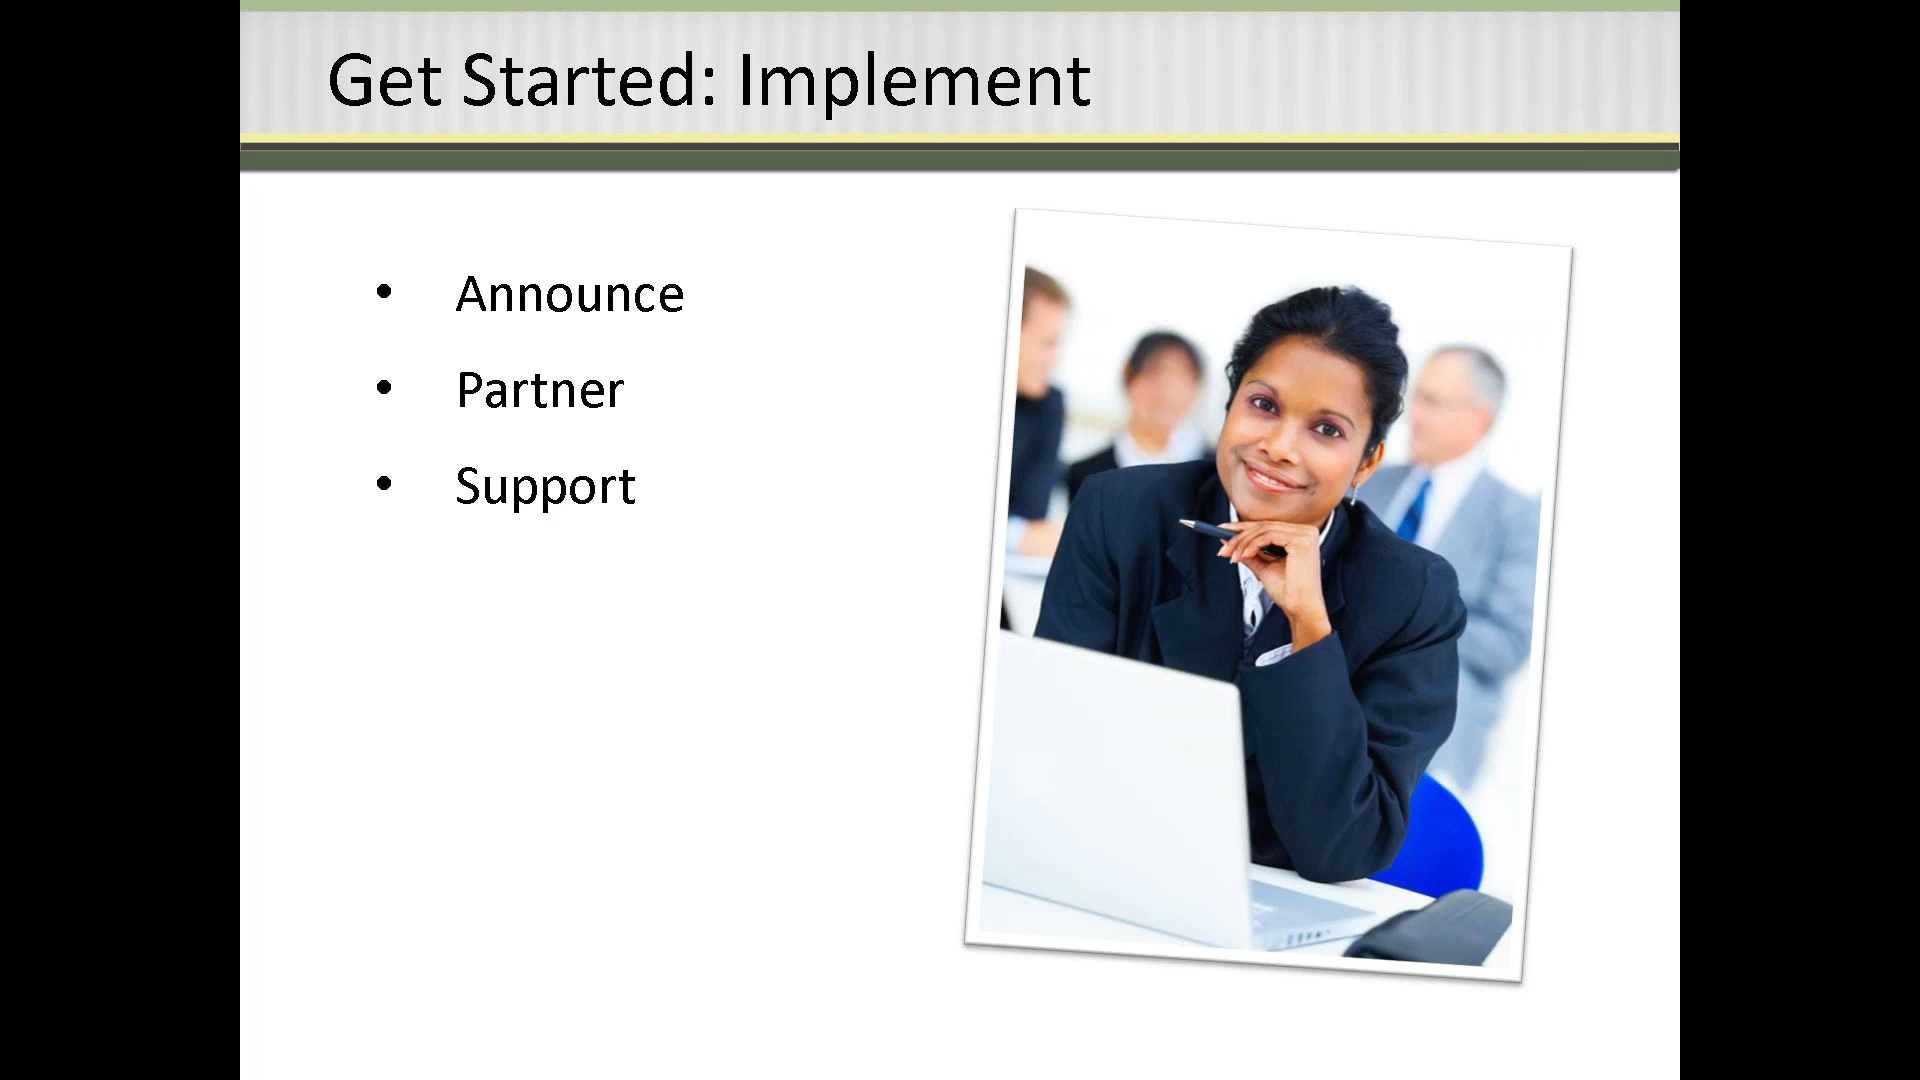 Get Started: Implement
• Announce
• Partner
• Support